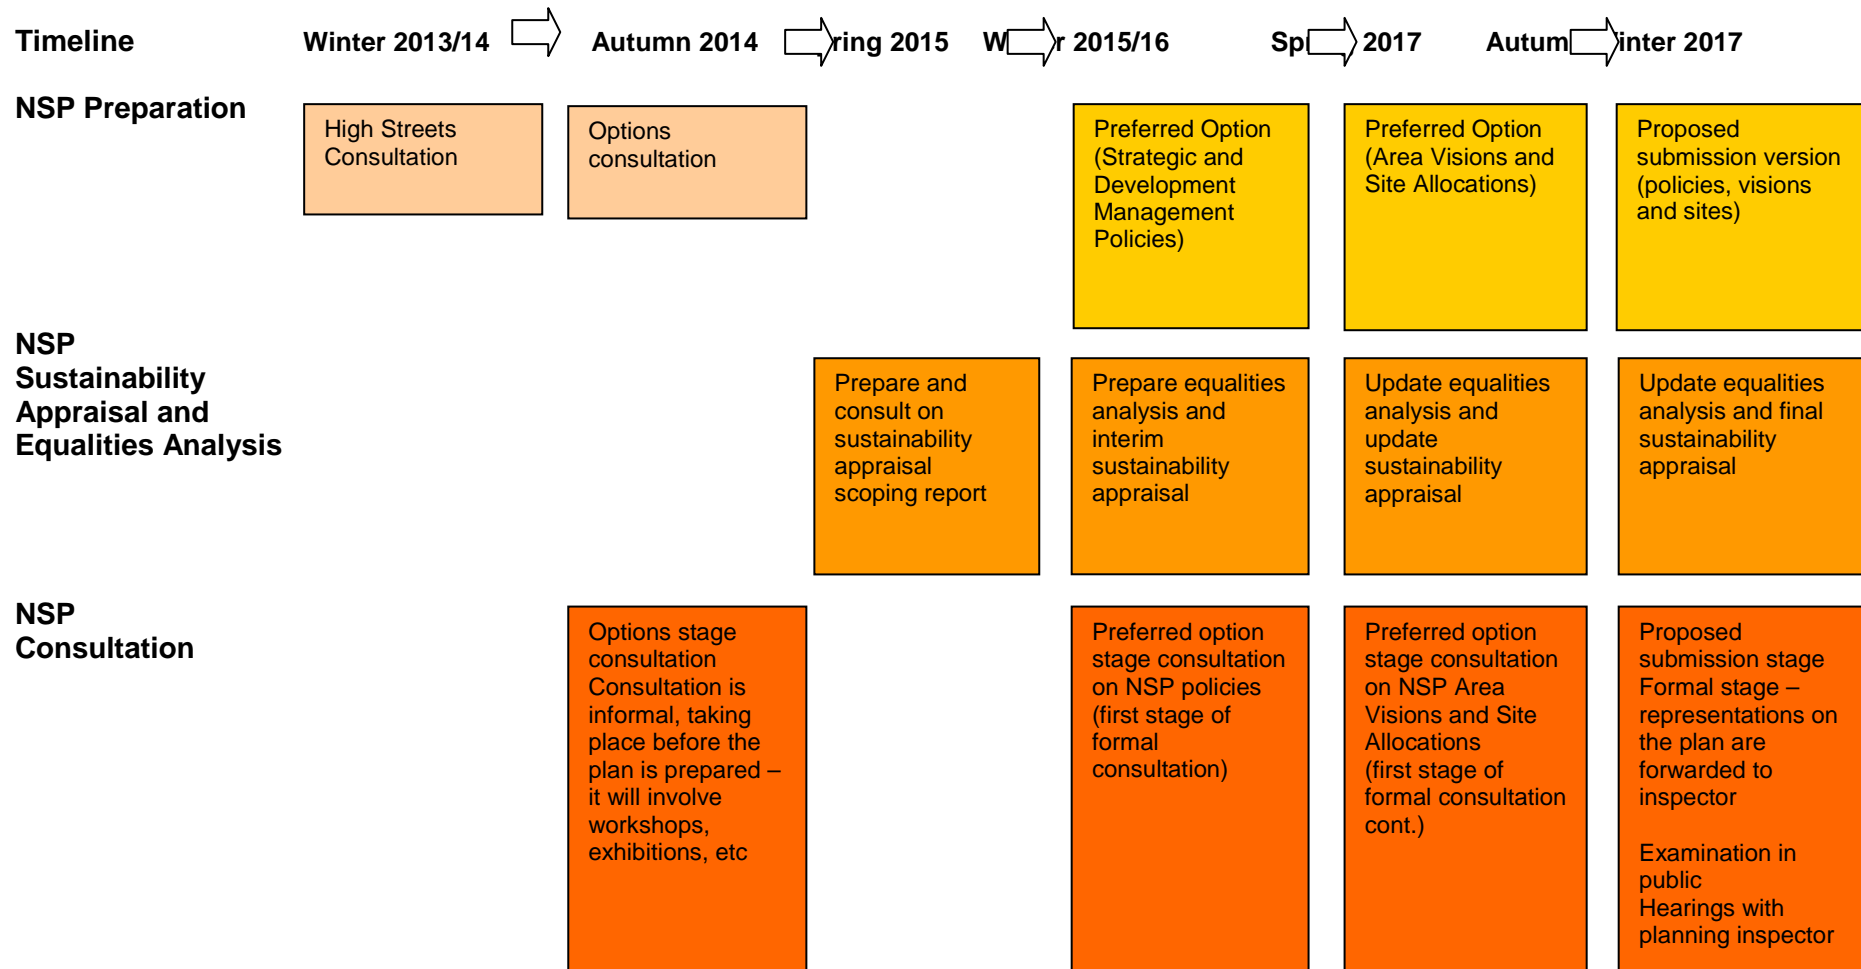 Timeline
Winter 2013/14
Autumn 2014
ring 2015
W r 2015/16
Sp 2017
Autum inter 2017
NSP Preparation
High Streets
Consultation
Options
consultation
Preferred Option
(Strategic and
Development
Management
Policies)
Preferred Option
(Area Visions and
Site Allocations)
Proposed
submission version
(policies, visions
and sites)
NSP
Sustainability
Appraisal and
Equalities Analysis
Prepare and
consult on
sustainability
appraisal
scoping report
Prepare equalities
analysis and
interim
sustainability
appraisal
Update equalities
analysis and
update
sustainability
appraisal
Update equalities
analysis and final
sustainability
appraisal
NSP
Consultation
Options stage
consultation
Consultation is
informal, taking
place before the
plan is prepared –
it will involve
workshops,
exhibitions, etc
Preferred option
stage consultation
on NSP policies
(first stage of
formal
consultation)
Preferred option
stage consultation
on NSP Area
Visions and Site
Allocations
(first stage of
formal consultation
cont.)
Proposed
submission stage
Formal stage –
representations on
the plan are
forwarded to
inspector
Examination in
public
Hearings with
planning inspector